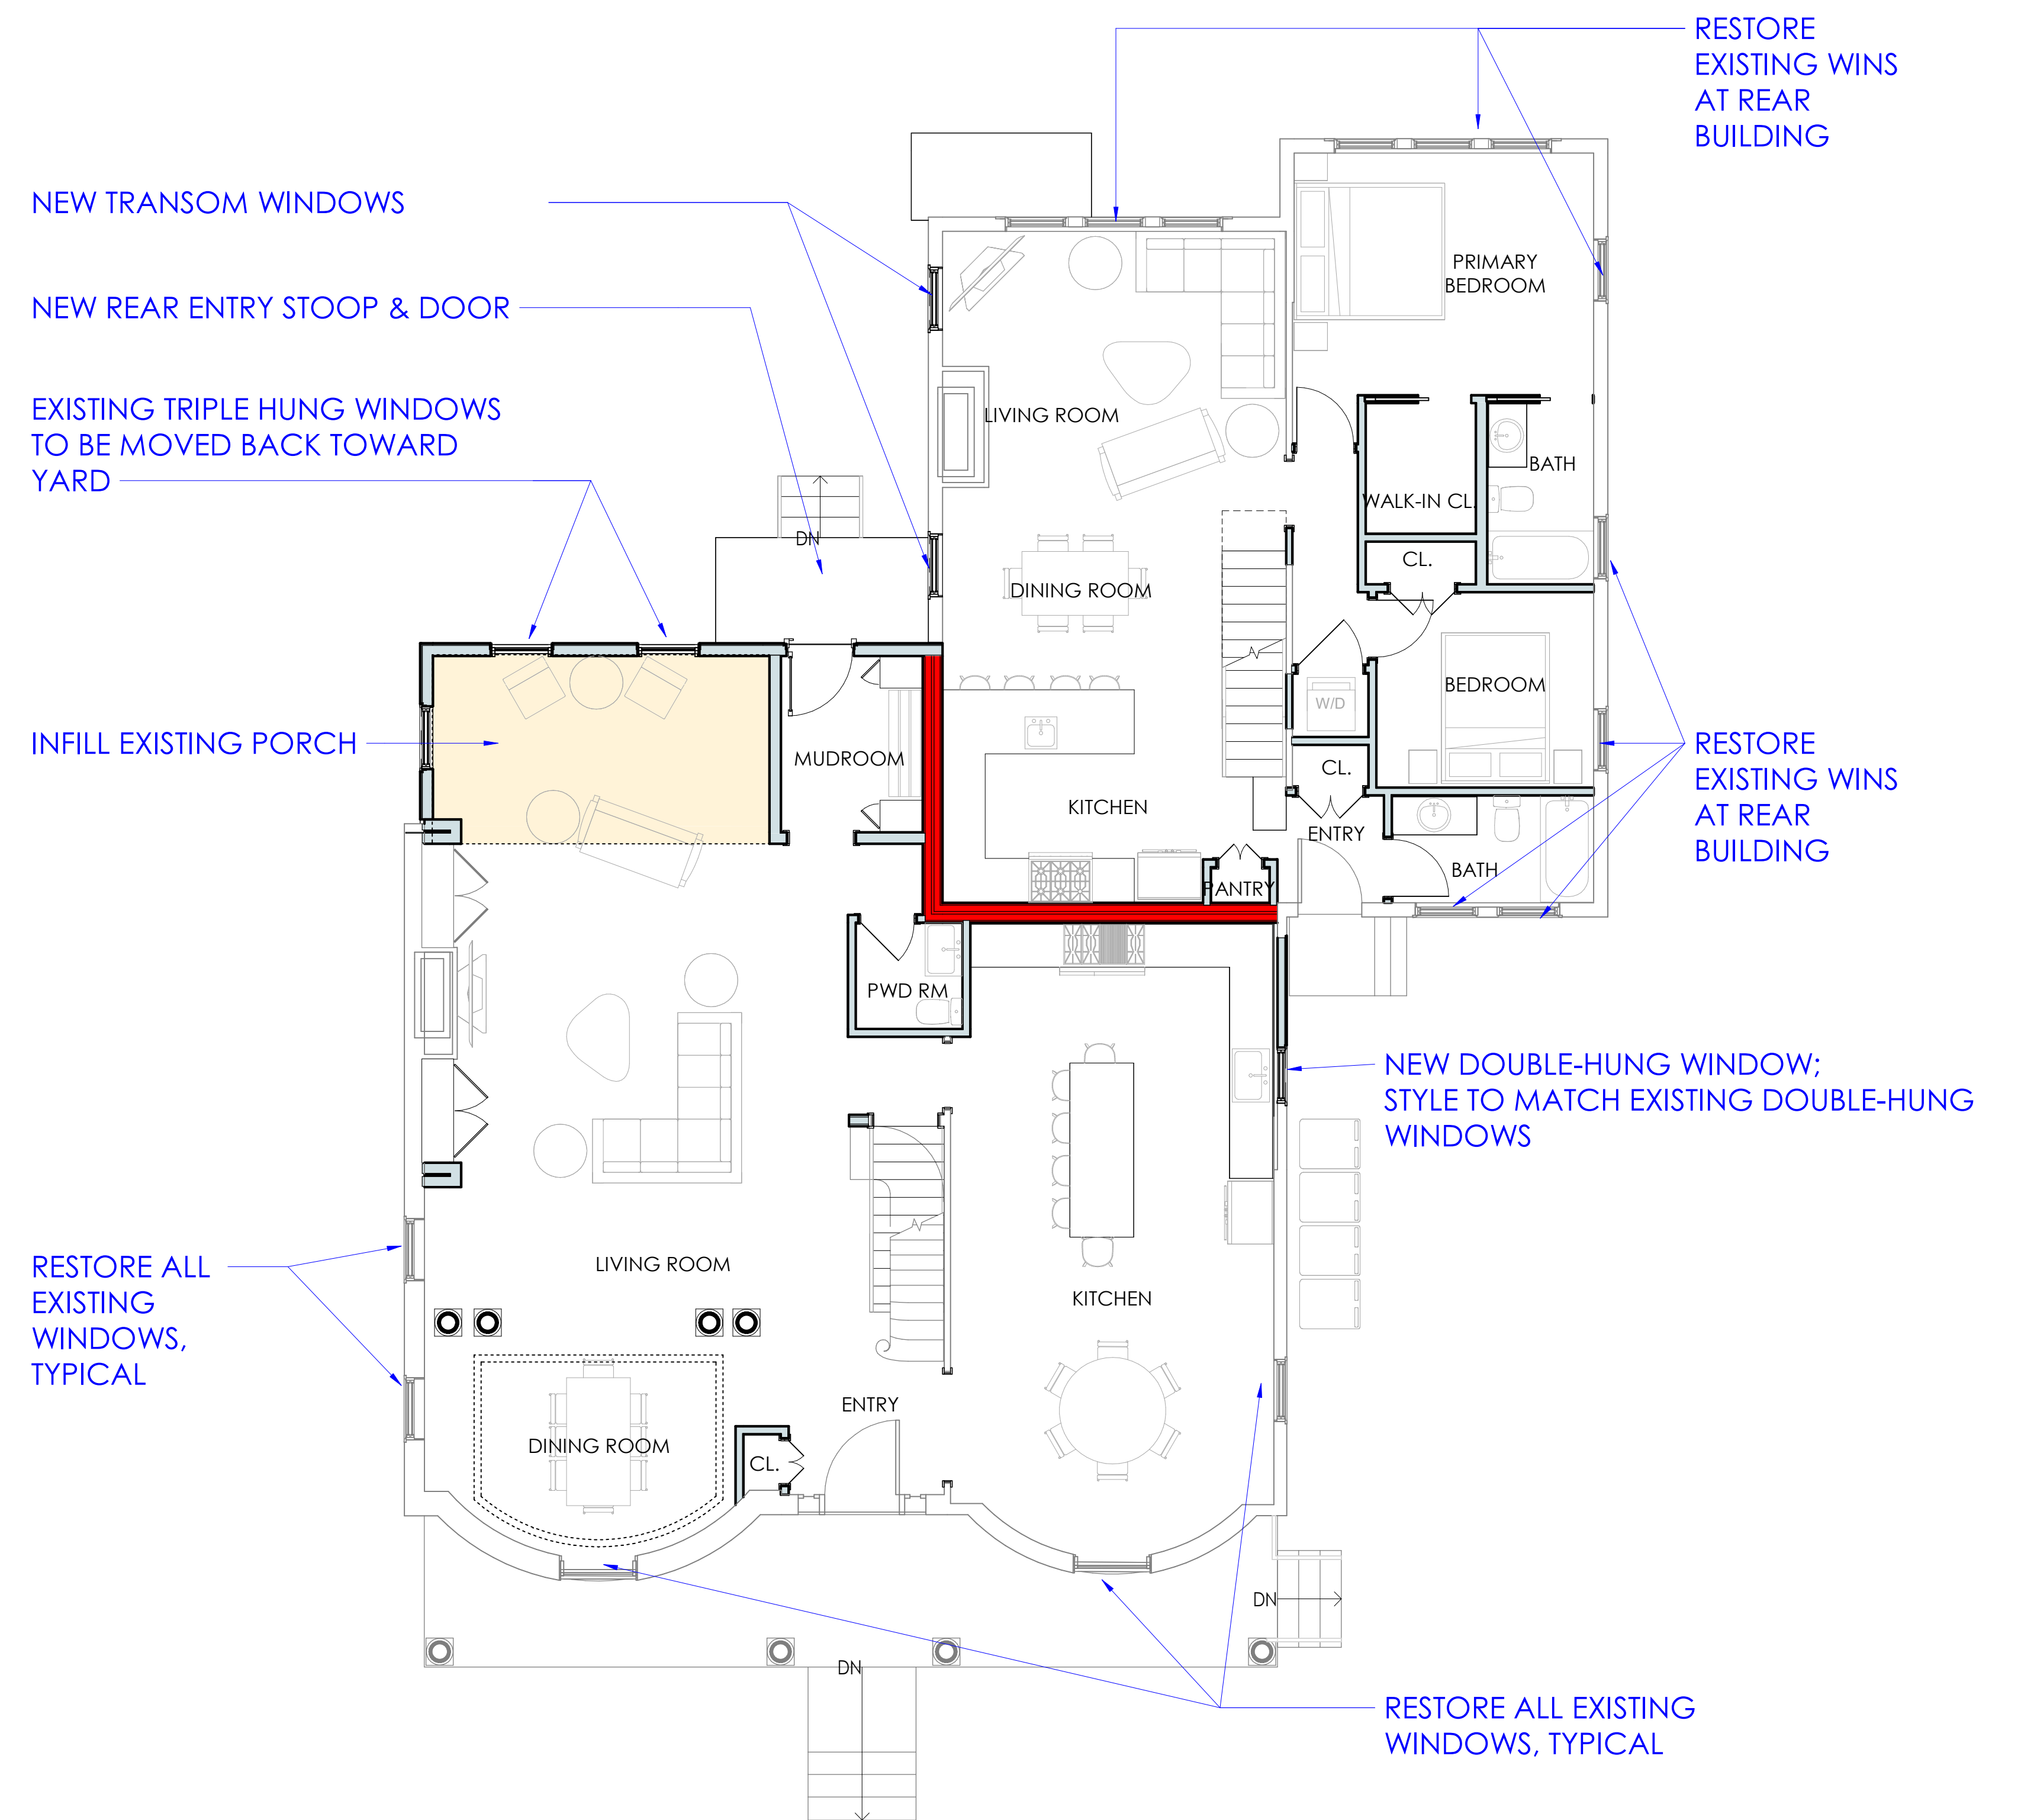 RESTORE
EXISTING WINS
AT REAR
BUILDING
NEW TRANSOM WINDOWS
NEW REAR ENTRY STOOP & DOOR
EXISTING TRIPLE HUNG WINDOWS
TO BE MOVED BACK TOWARD
YARD
INFILL EXISTING PORCH
PRIMARY
BEDROOM
LIVING ROOM
BATH
WALK-IN CL.
DN
CL.
DINING ROOM
BEDROOM
W/D
MUDROOM
CL.
KITCHEN
ENTRY
BATH
PANTRY
RESTORE
EXISTING WINS
AT REAR
BUILDING
PWD RM
NEW DOUBLE-HUNG WINDOW;
STYLE TO MATCH EXISTING DOUBLE-HUNG
WINDOWS
RESTORE ALL
EXISTING
WINDOWS,
TYPICAL
LIVING ROOM
KITCHEN
ENTRY
DINING ROOM
CL.
DN
DN
RESTORE ALL EXISTING
WINDOWS, TYPICAL